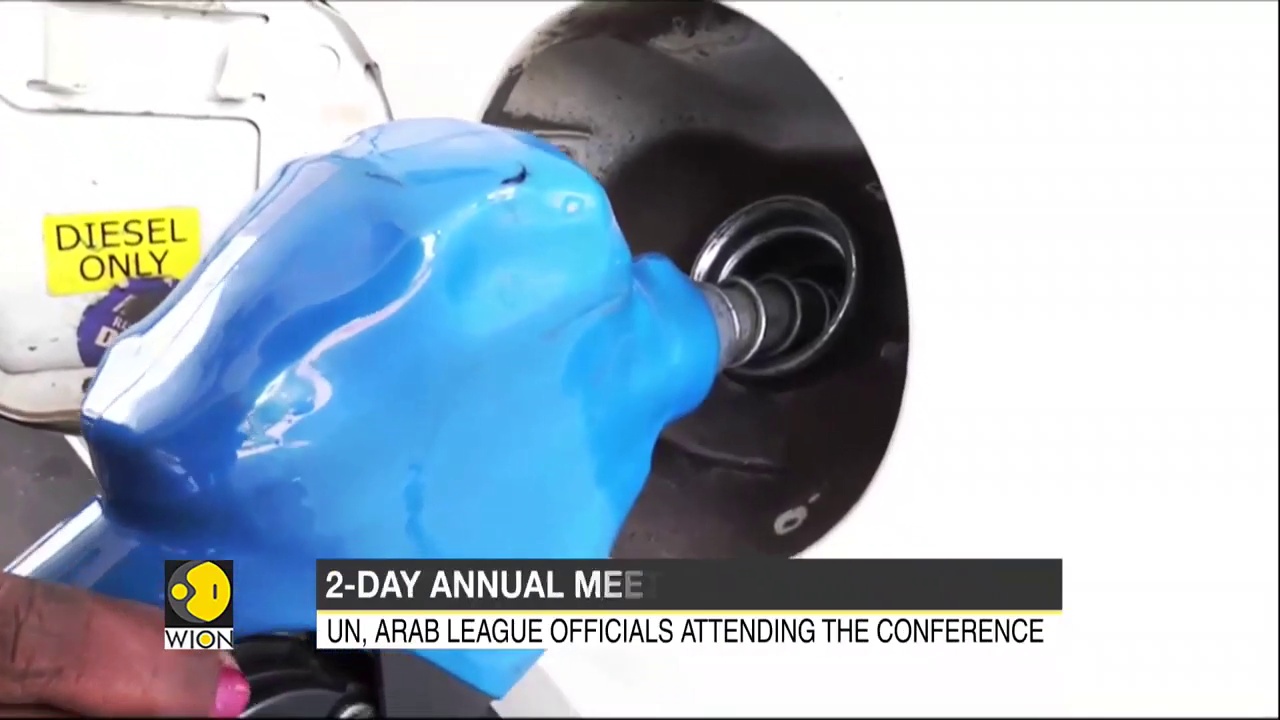 DIESEL
ONLY
2-DAY ANNUAL MEE
UN, ARAB LEAGUE OFFICIALS ATTENDING THE CONFERENCE
WION